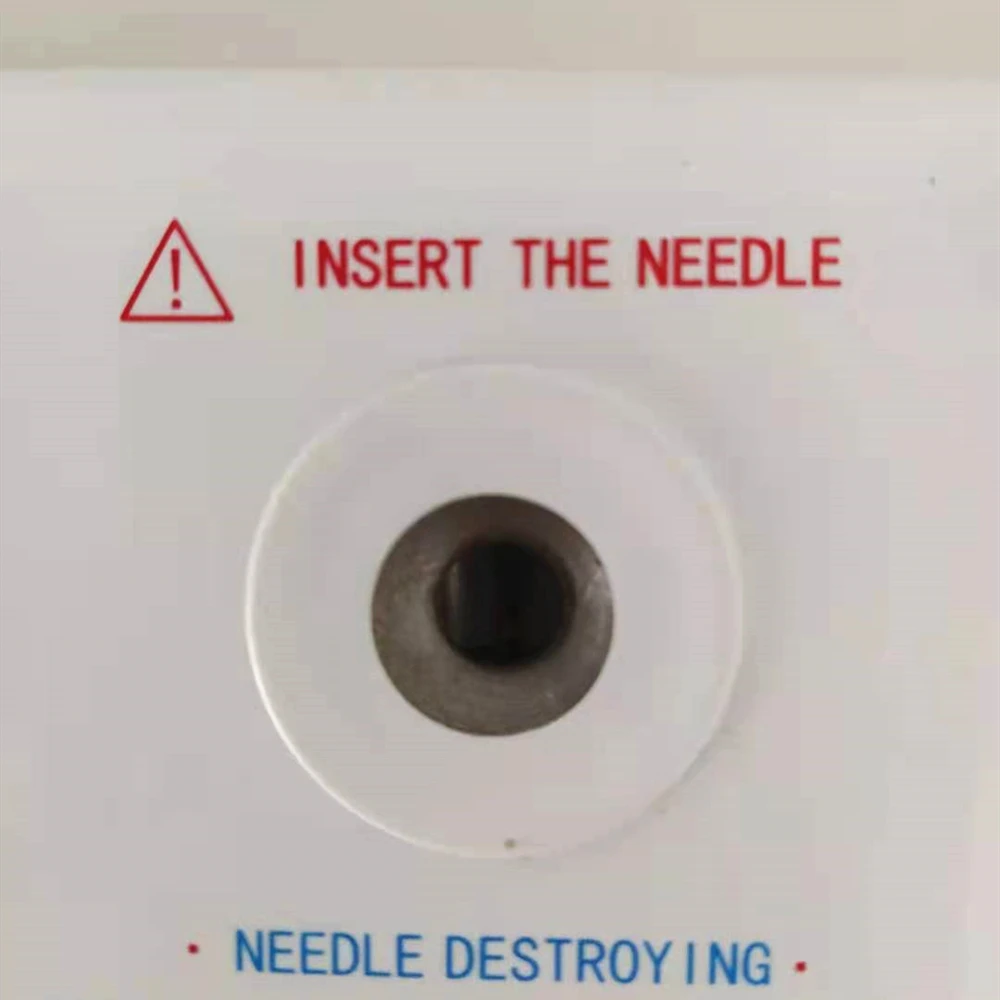 INSERT THE NEEDLE
· NEEDLE DESTROYING ·